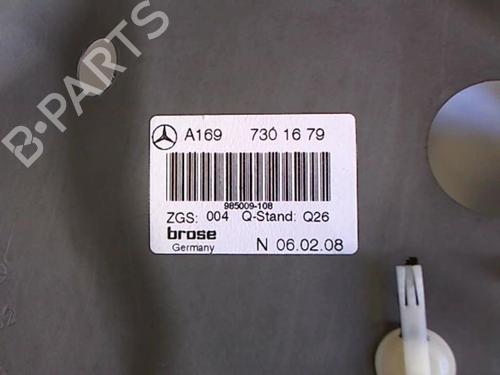 B-PARTS
A169 730 16 79
985009-108
ZGS: 004 Q-Stand: Q26
brose
Germany N 06.02.08